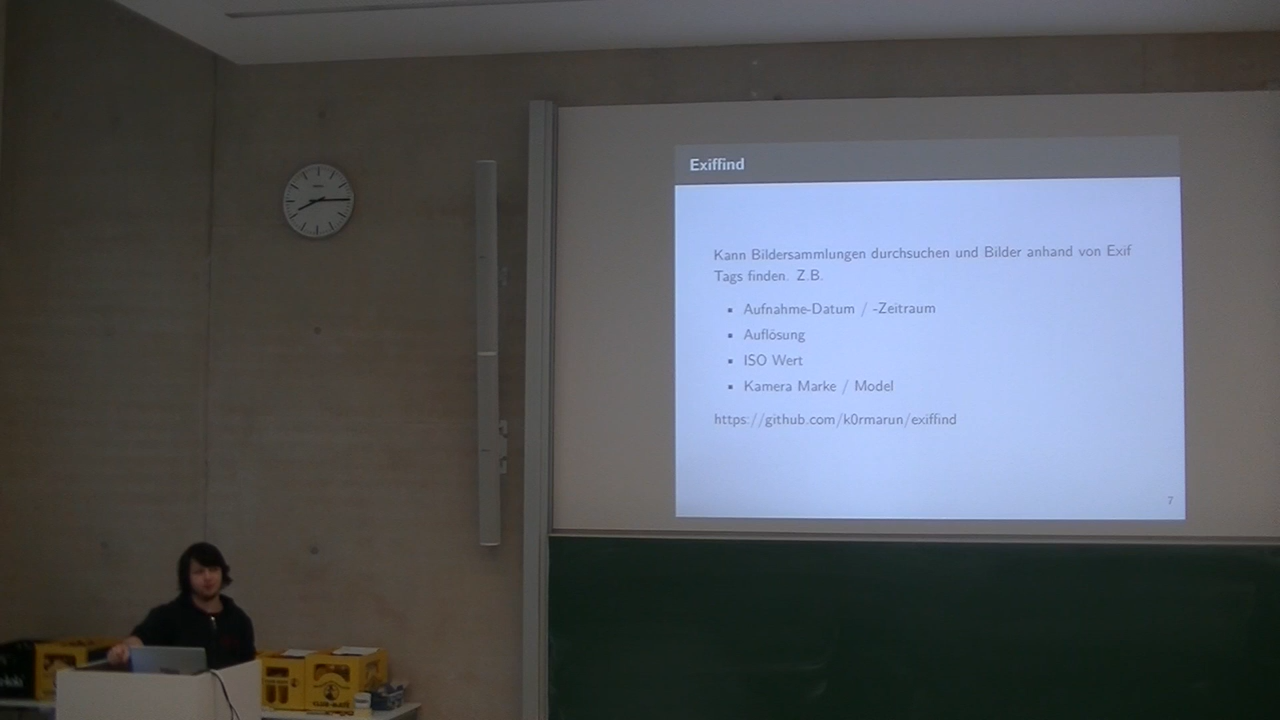 Exiffind
Kann Bildersammlungen durchsuchen und Bilder anhand von Exif
Tags finden. Z.B.
Aufnahme-Datum / -Zeitraum
Auflösung
ISO Wert
Kamera Marke / Model
https://github.com/k0rmarun/exiffind
7